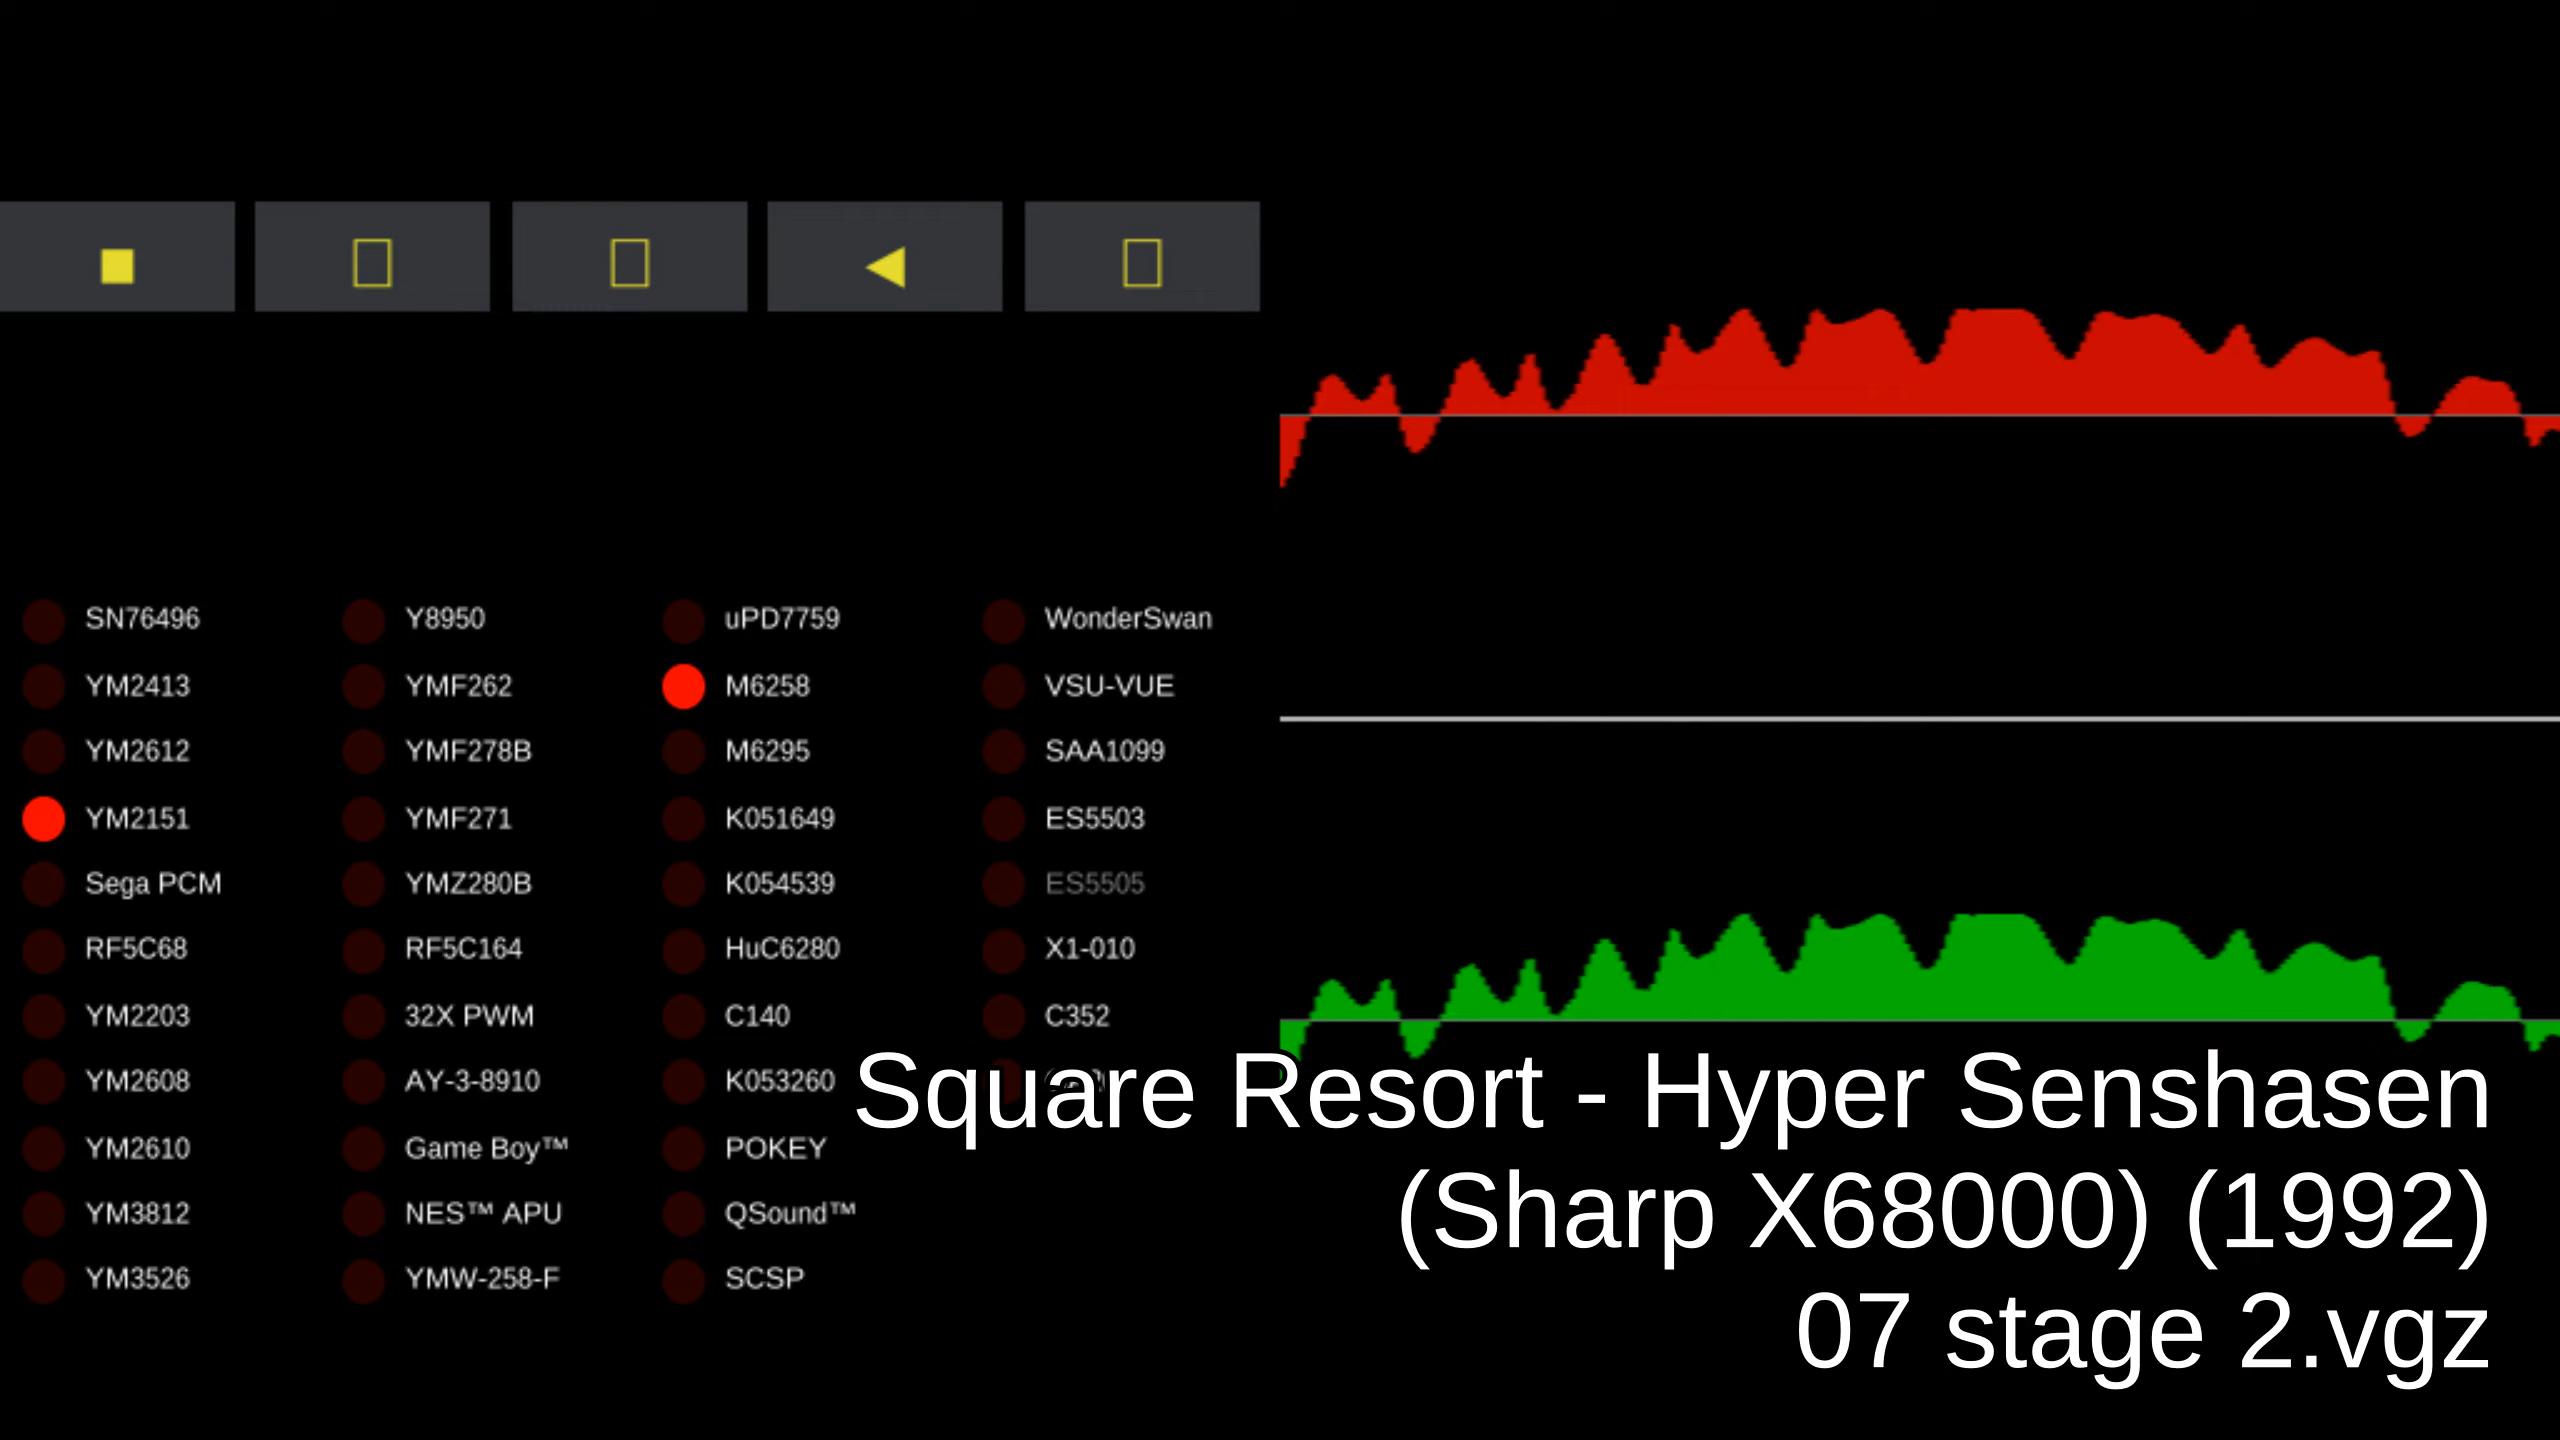 SN76496
YM2413
YM2612
YM2151
Sega PCM
RF5C68
YM2203
YM2608
YM2610
YM3812
YM3526
Y8950
YMF262
YMF278B
YMF271
YMZ280B
RF5C164
32X PWM
AY-3-8910
Game Boy™
NES™ APU
YMW-258-F
uPD7759
M6258
M6295
K051649
K054539
HuC6280
C140
K053260
POKEY
QSound™
SCSP
WonderSwan
VSU-VUE
SAA1099
ES5503
ES5505
X1-010
C352
Square Resort - Hyper Senshasen
(Sharp X68000) (1992)
07 stage 2.vgz